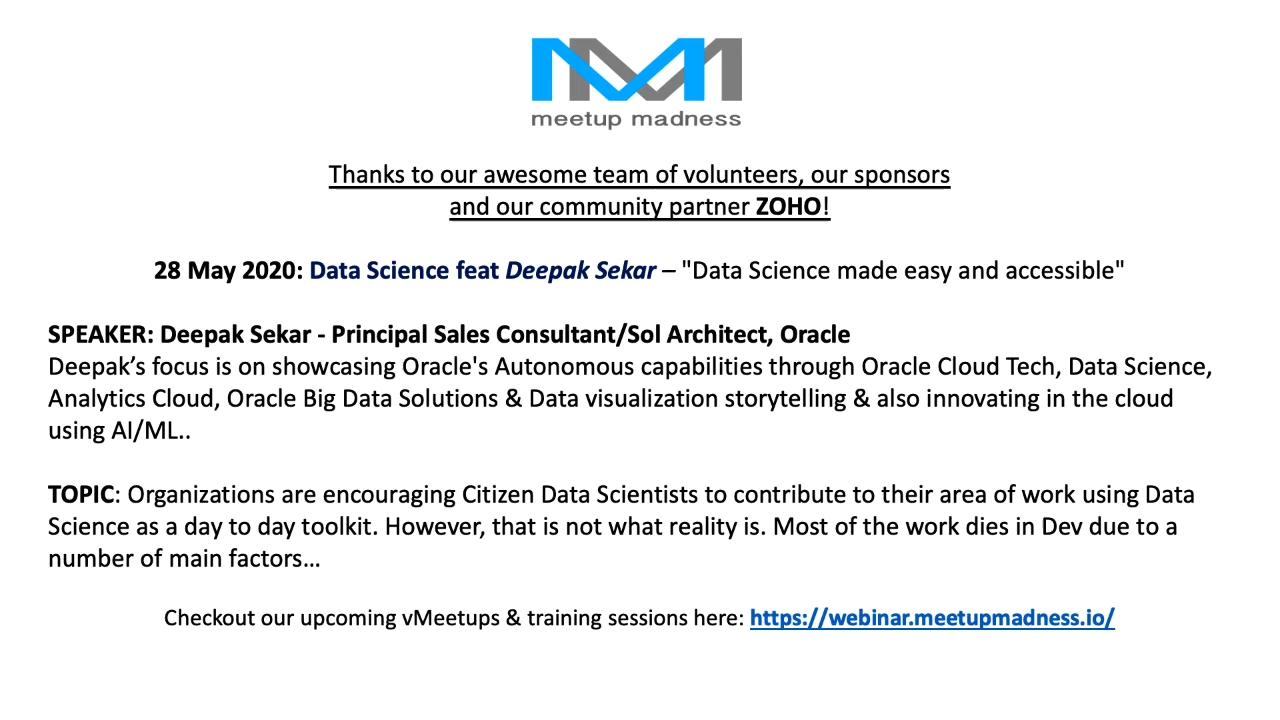 meetup madness
Thanks to our awesome team of volunteers, our sponsors
and our community partner ZOHO!
28 May 2020: Data Science feat Deepak Sekar – "Data Science made easy and accessible"
SPEAKER: Deepak Sekar - Principal Sales Consultant/Sol Architect, Oracle
Deepak’s focus is on showcasing Oracle's Autonomous capabilities through Oracle Cloud Tech, Data Science,
Analytics Cloud, Oracle Big Data Solutions & Data visualization storytelling & also innovating in the cloud
using AI/ML..
TOPIC: Organizations are encouraging Citizen Data Scientists to contribute to their area of work using Data
Science as a day to day toolkit. However, that is not what reality is. Most of the work dies in Dev due to a
number of main factors…
Checkout our upcoming vMeetups & training sessions here: https://webinar.meetupmadness.io/